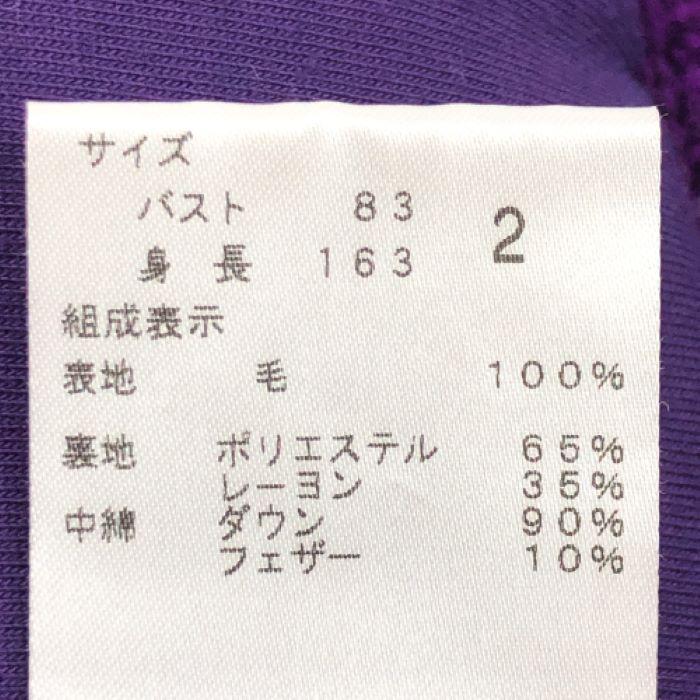 サイズ
バスト 83 2
身長 163
組成表示
表地 毛 100%
裏地 ポリエステル 65%
レーヨン 35%
中綿 ダウン 90%
フェザー 10%